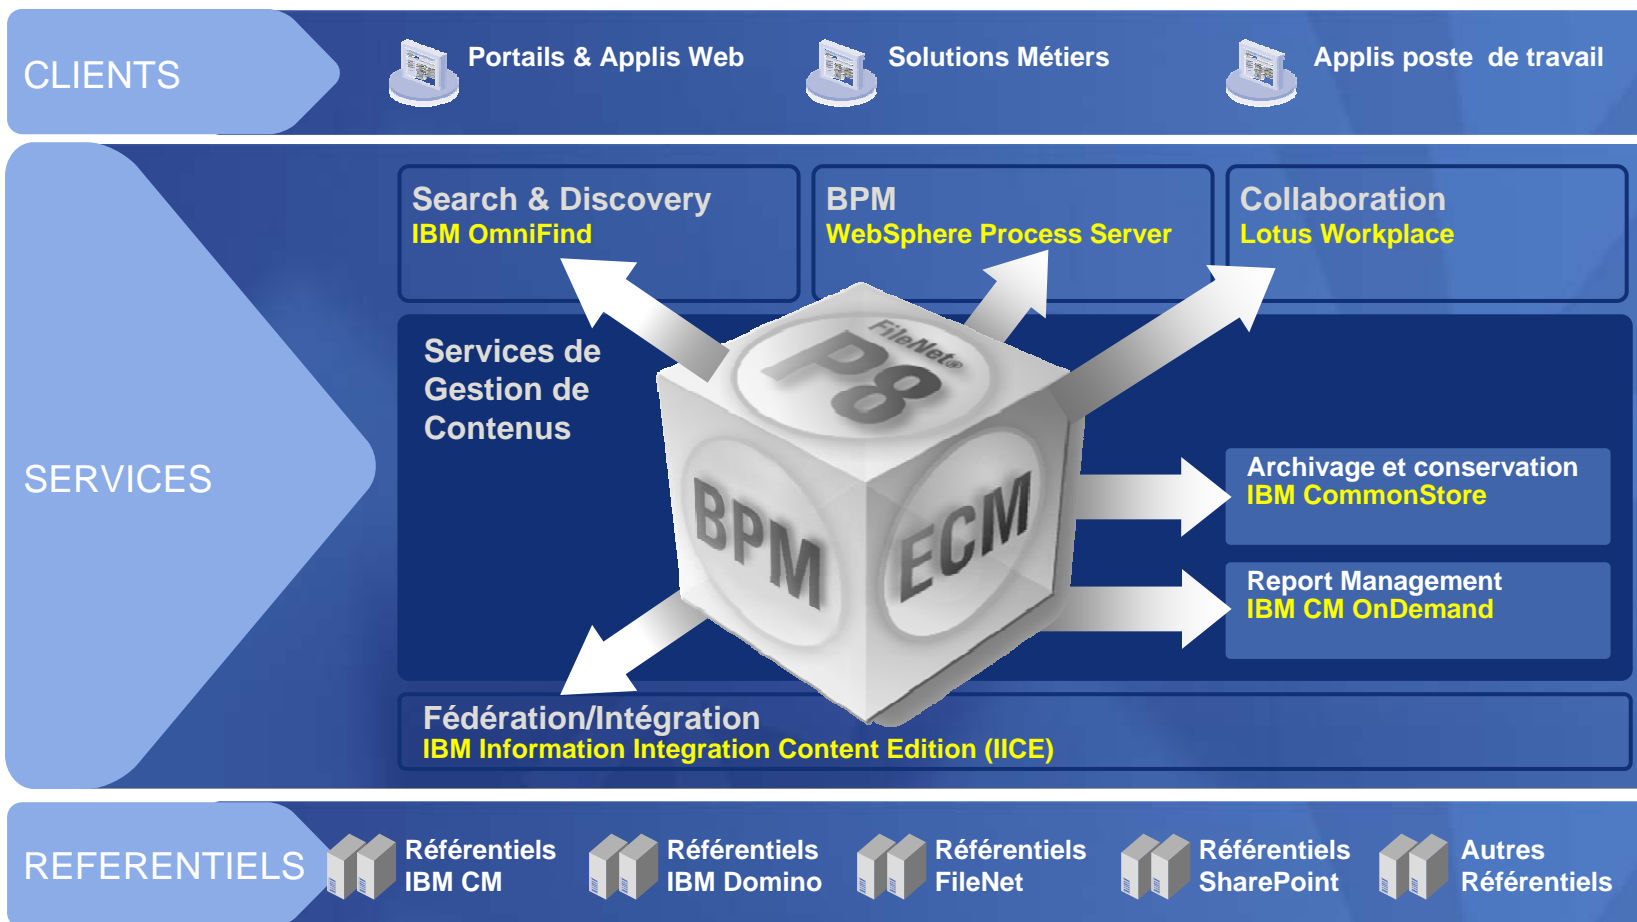 CLIENTS
Portails & Applis Web
Solutions Métiers
Applis poste de travail
SERVICES
Search & Discovery
IBM OmniFind
BPM
WebSphere Process Server
Collaboration
Lotus Workplace
Services de
Gestion de
Contenus
FileNet®
P8
BPM
ECM
Archivage et conservation
IBM CommonStore
Report Management
IBM CM OnDemand
Fédération/Intégration
IBM Information Integration Content Edition (IICE)
REFERENTIELS
Référentiels
IBM CM
Référentiels
IBM Domino
Référentiels
FileNet
Référentiels
SharePoint
Autres
Référentiels